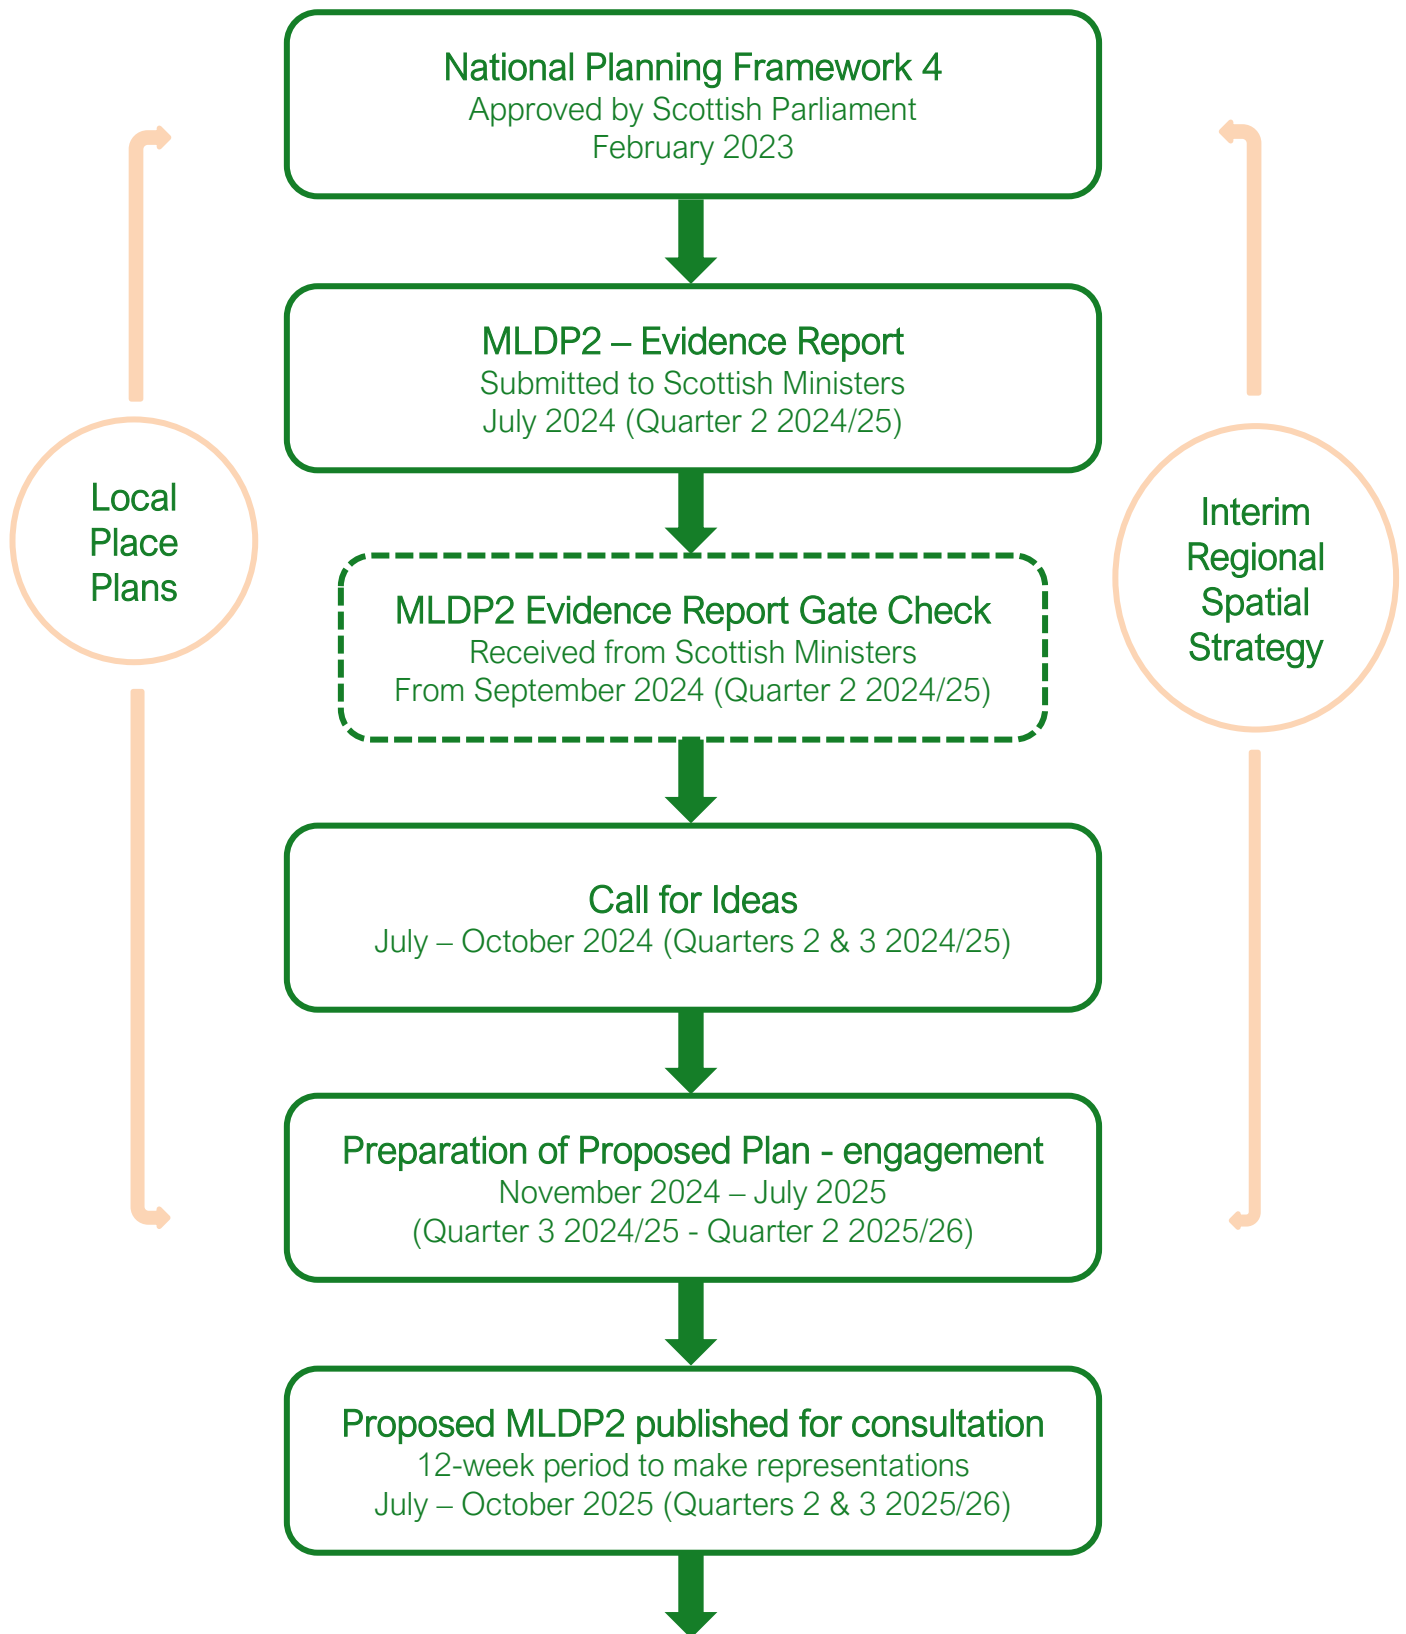 National Planning Framework 4
Approved by Scottish Parliament
February 2023
MLDP2 – Evidence Report
Submitted to Scottish Ministers
July 2024 (Quarter 2 2024/25)
Local
Place
Plans
Interim
Regional
Spatial
Strategy
MLDP2 Evidence Report Gate Check
Received from Scottish Ministers
From September 2024 (Quarter 2 2024/25)
Call for Ideas
July – October 2024 (Quarters 2 & 3 2024/25)
Preparation of Proposed Plan - engagement
November 2024 – July 2025
(Quarter 3 2024/25 - Quarter 2 2025/26)
Proposed MLDP2 published for consultation
12-week period to make representations
July – October 2025 (Quarters 2 & 3 2025/26)